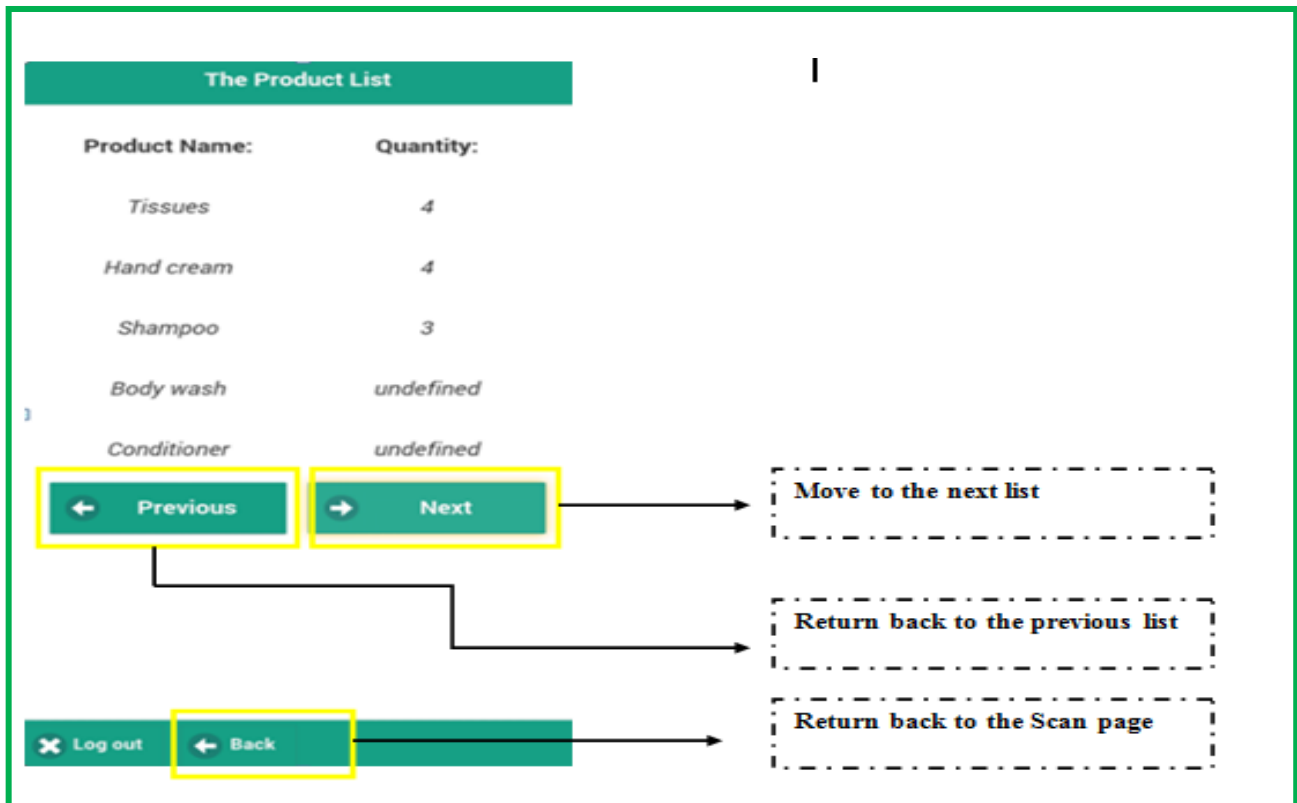 The Product List
Product Name: Quantity:
Tissues 4
Hand cream 4
Shampoo 3
Body wash undefined
Conditioner undefined
Previous Next
Move to the next list
Return back to the previous list
Return back to the Scan page
Log out Back